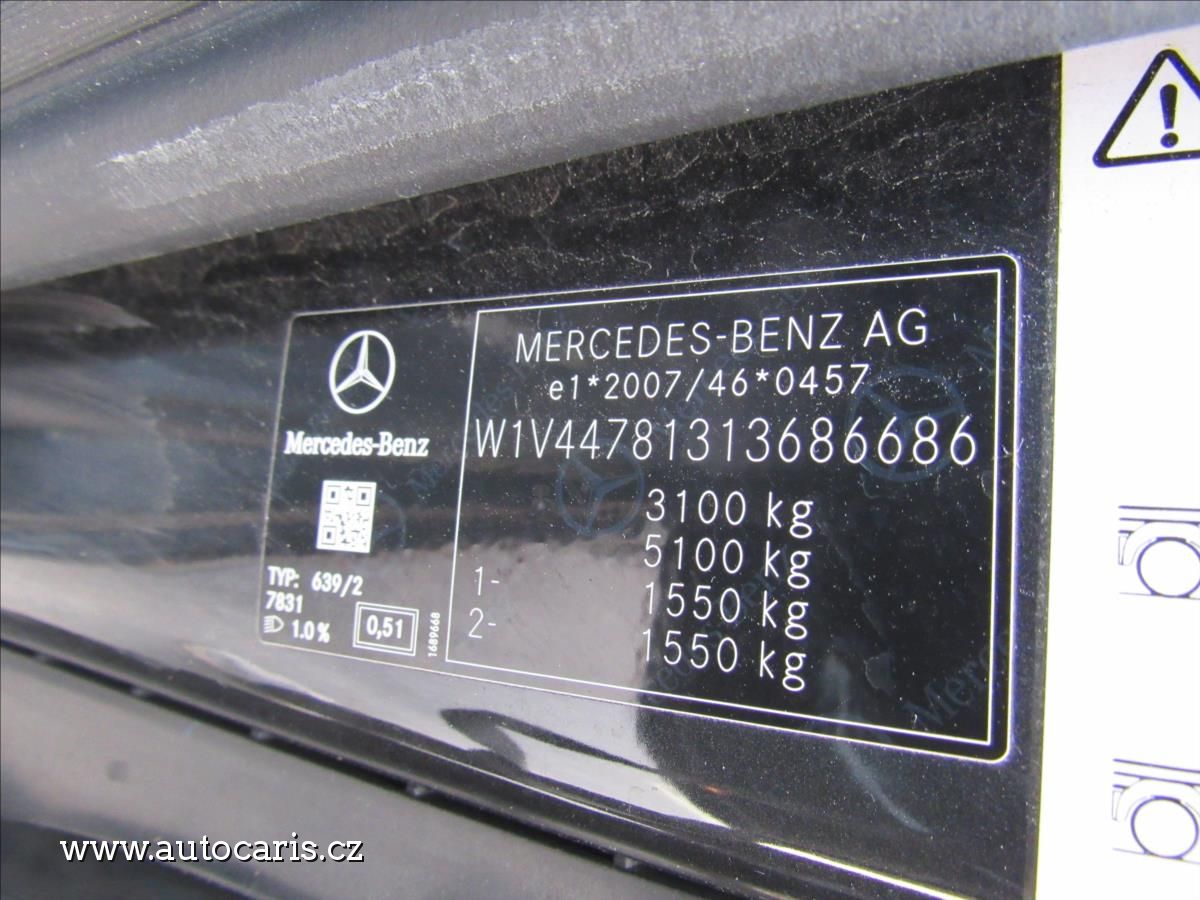 MERCEDES-BENZ AG
e1*2007/46*0457
W1V44781313686686
3100 kg
5100 kg
1- 1550 kg
2- 1550 kg
Mercedes-Benz
TYP: 639/2
7831
1.0%
0,51
1689668
www.autocaris.cz